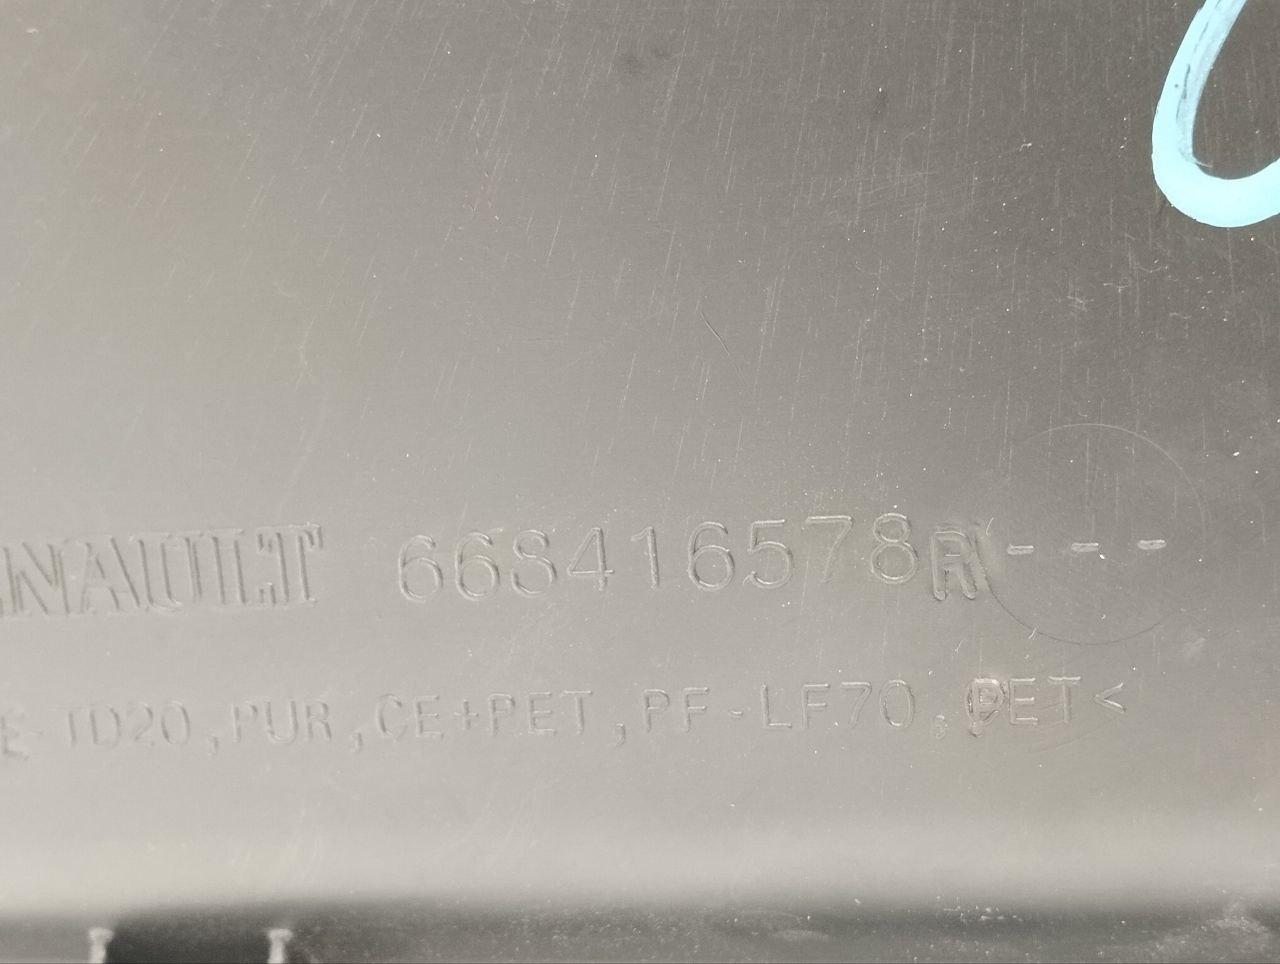 NAULT 668416578R---
E-TD20,PUR,CE+PET,PF-LF70,PET<